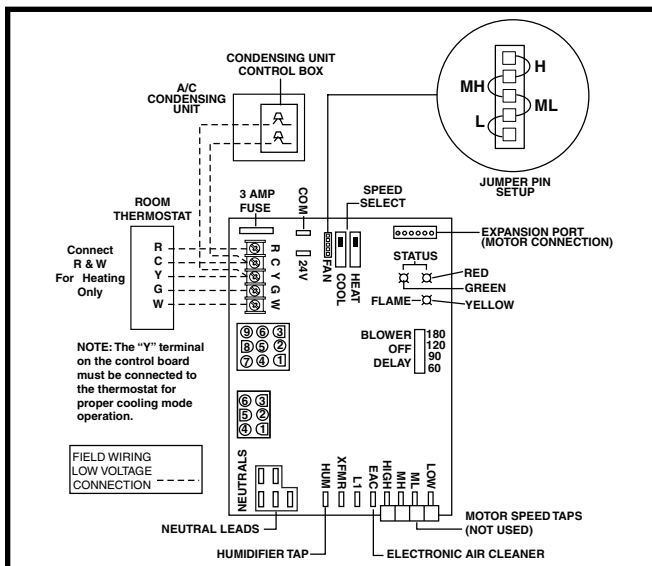 CONDENSING UNIT
CONTROL BOX
A/C
CONDENSING
UNIT
H
MH
ML
L
JUMPER PIN
SETUP
ROOM
THERMOSTAT
3 AMP
FUSE
COM
SPEED
SELECT
EXPANSION PORT
(MOTOR CONNECTION)
STATUS
RED
GREEN
FLAME
YELLOW
Connect
R & W
For Heating
Only
R
C
Y
G
W
R
C
Y
G
W
24V
FAN
COOL
HEAT
BLOWER
OFF
DELAY
180
120
90
60
NOTE: The “Y” terminal
on the control board
must be connected to
the thermostat for
proper cooling mode
operation.
9 6 3
8 5 2
7 4 1
6 3
5 2
4 1
FIELD WIRING
LOW VOLTAGE
CONNECTION
NEUTRALS
HUM
XFMR
L1
EAC
HIGH
MH
ML
LOW
NEUTRAL LEADS
MOTOR SPEED TAPS
(NOT USED)
HUMIDIFIER TAP
ELECTRONIC AIR CLEANER